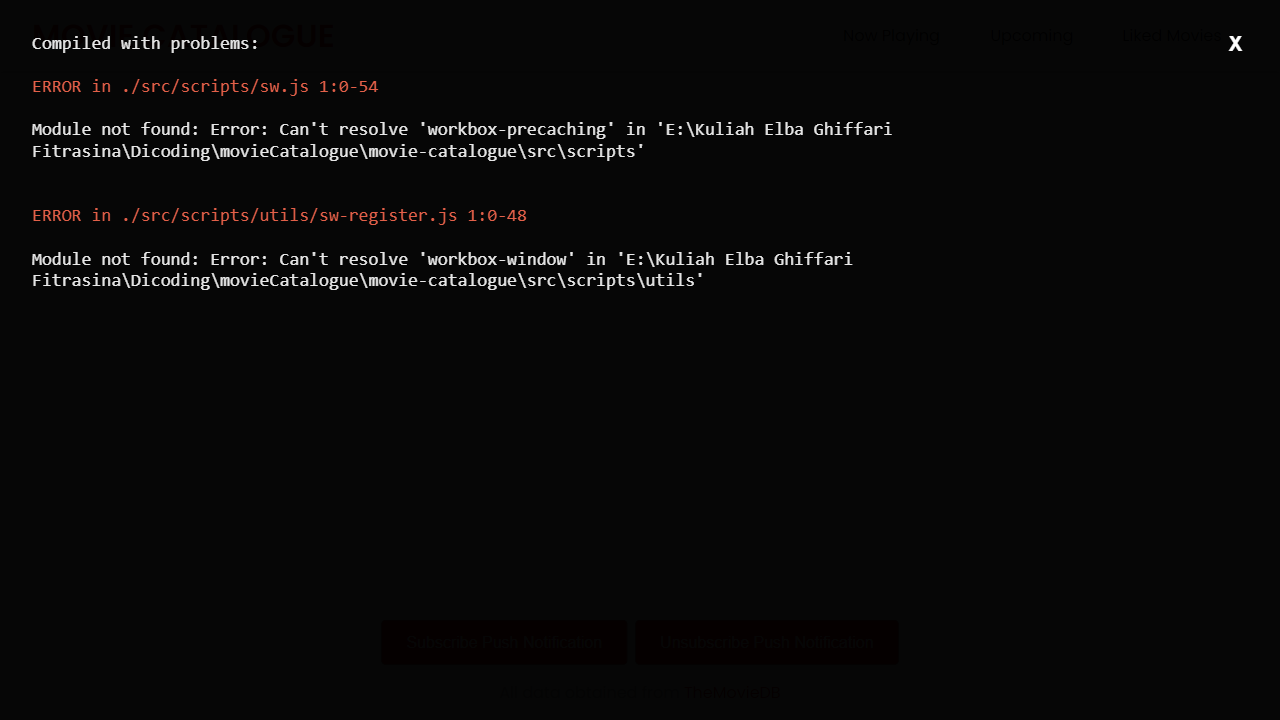 MOVIE CATALOGUE
Now Playing
Upcoming
Liked Movies
Compiled with problems:
X
ERROR in ./src/scripts/sw.js 1:0-54
Module not found: Error: Can't resolve 'workbox-precaching' in 'E:\Kuliah Elba Ghiffari
Fitrasina\Dicoding\movieCatalogue\movie-catalogue\src\scripts'
ERROR in ./src/scripts/utils/sw-register.js 1:0-48
Module not found: Error: Can't resolve 'workbox-window' in 'E:\Kuliah Elba Ghiffari
Fitrasina\Dicoding\movieCatalogue\movie-catalogue\src\scripts\utils'
Subscribe Push Notification
Unsubscribe Push Notification
TheMovieDB